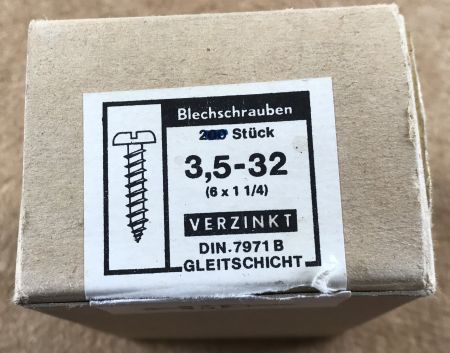 Blechschrauben
Stück
3,5-32
(6 x 1 1/4)
VERZINKT
DIN.7971 B
GLEITSCHICHT